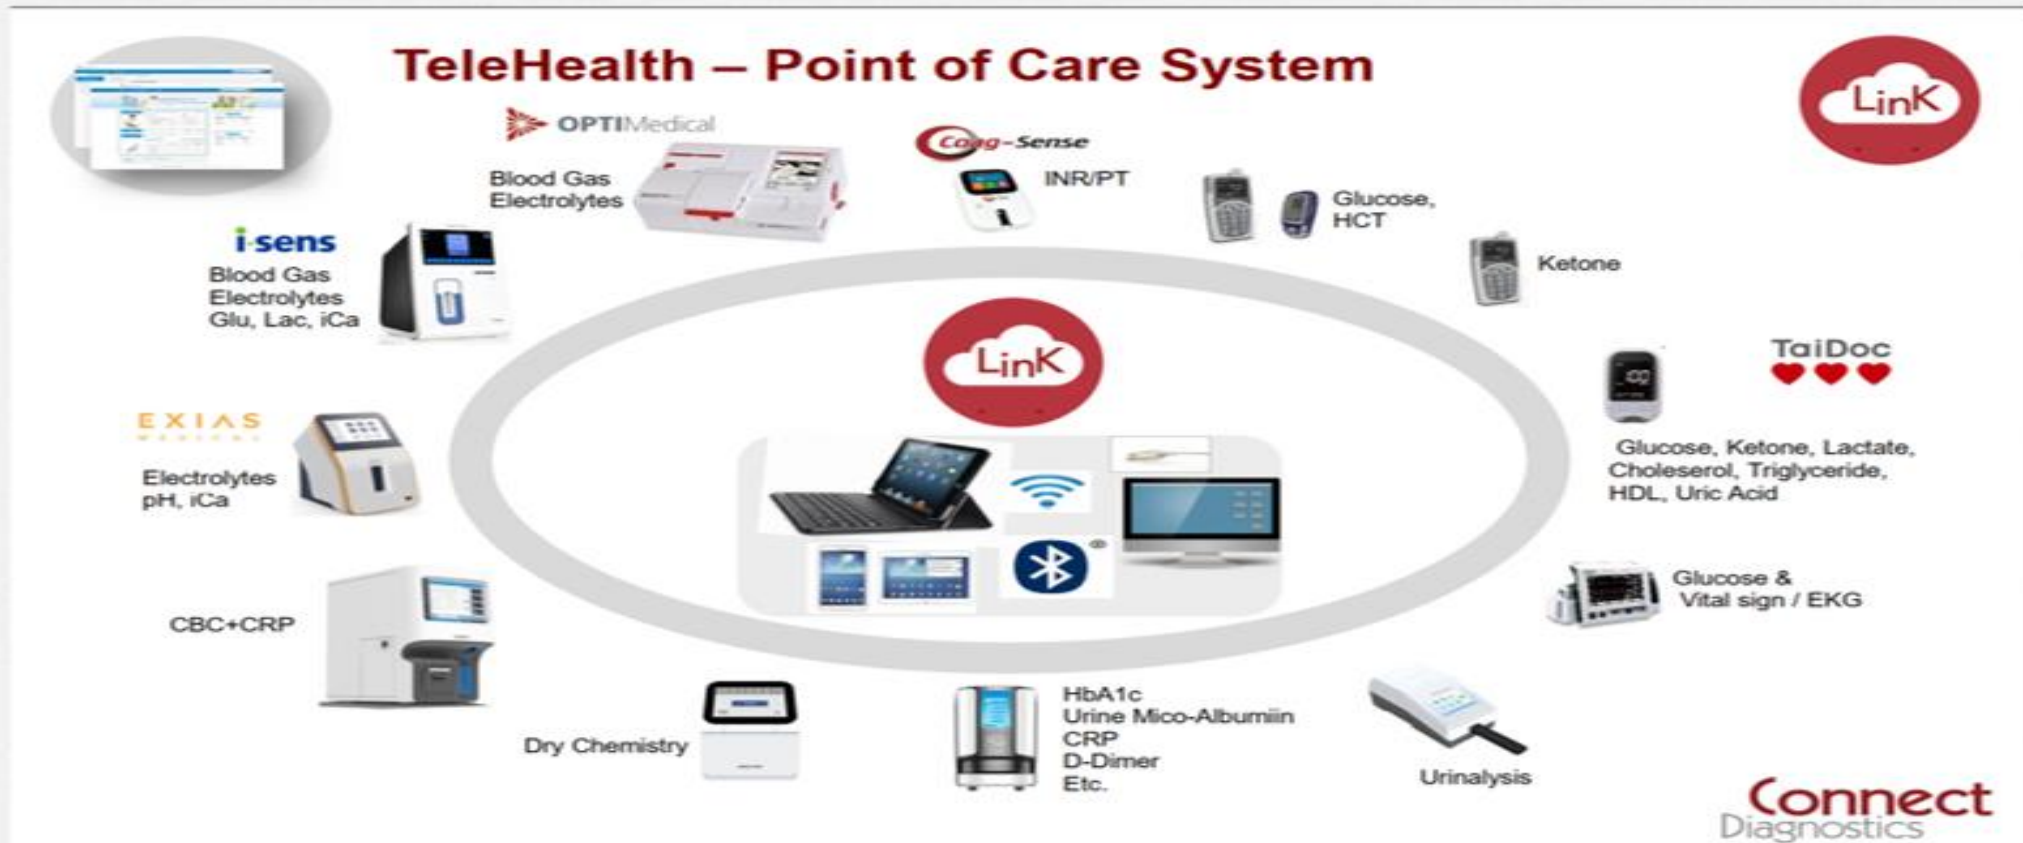 TeleHealth – Point of Care System
LinK
OPTIMedical
Blood Gas
Electrolytes
Coag-Sense
INR/PT
Glucose,
HCT
Ketone
i-sens
Blood Gas
Electrolytes
Glu, Lac, iCa
LinK
TaiDoc
Glucose, Ketone, Lactate,
Choleserol, Triglyceride,
HDL, Uric Acid
EXIAS
MEDICAL
Electrolytes
pH, iCa
Glucose &
Vital sign / EKG
CBC+CRP
Dry Chemistry
HbA1c
Urine Mico-Albumiin
CRP
D-Dimer
Etc.
Urinalysis
Connect
Diagnostics